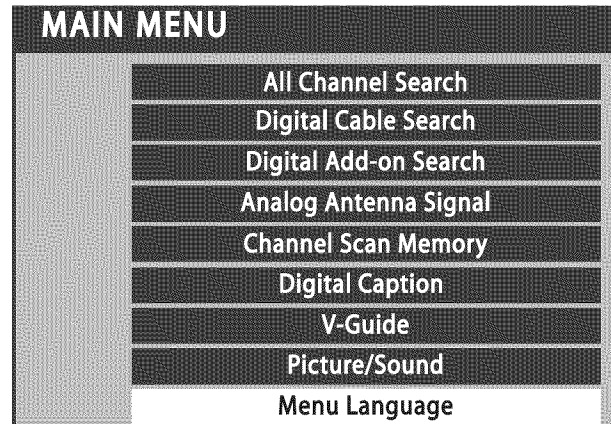 MAIN MENU
All Channel Search
Digital Cable Search
Digital Add-on Search
Analog Antenna Signal
Channel Scan Memory
Digital Caption
V-Guide
Picture/Sound
Menu Language